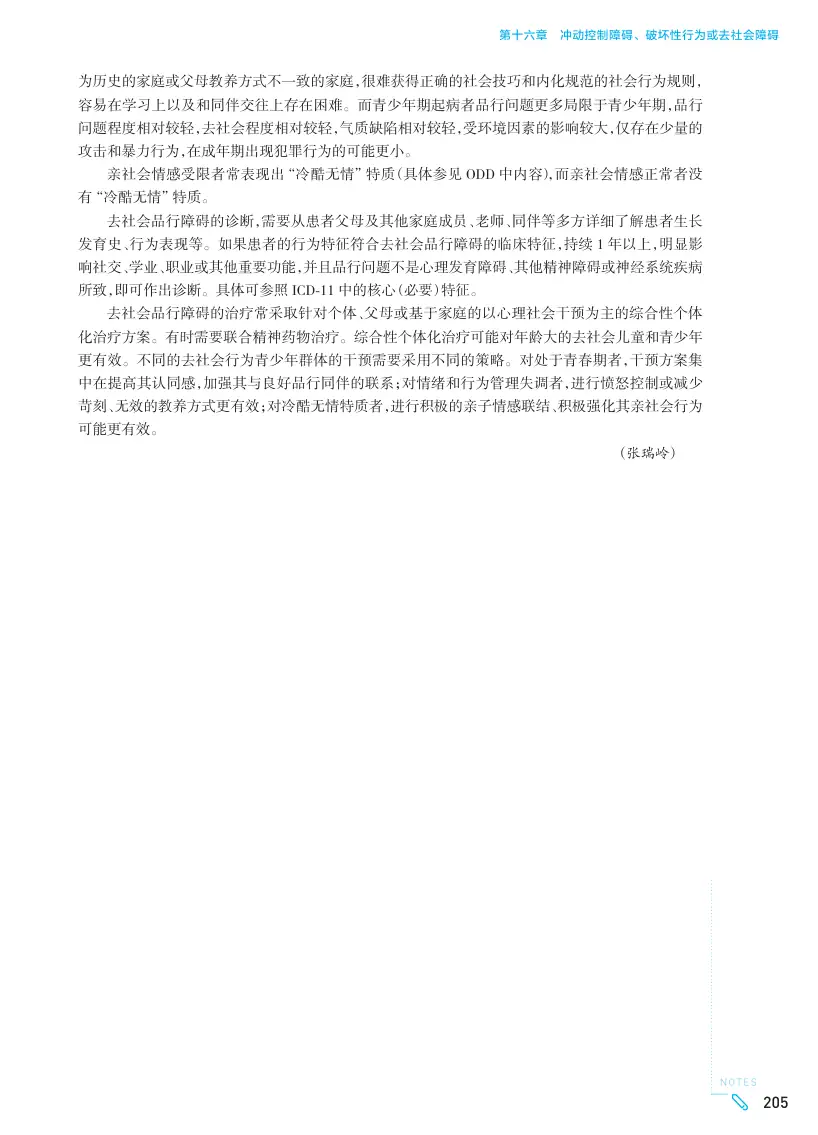 第十六章　冲动控制障碍、破坏性行为或去社会障碍
为历史的家庭或父母教养方式不一致的家庭，很难获得正确的社会技巧和内化规范的社会行为规则，
容易在学习上以及和同伴交往上存在困难。而青少年期起病者品行问题更多局限于青少年期，品行
问题程度相对较轻，去社会程度相对较轻，气质缺陷相对较轻，受环境因素的影响较大，仅存在少量的
攻击和暴力行为，在成年期出现犯罪行为的可能更小。
亲社会情感受限者常表现出“冷酷无情”特质（具体参见 ODD 中内容），而亲社会情感正常者没
有“冷酷无情”特质。
去社会品行障碍的诊断，需要从患者父母及其他家庭成员、老师、同伴等多方详细了解患者生长
发育史、行为表现等。如果患者的行为特征符合去社会品行障碍的临床特征，持续 1 年以上，明显影
响社交、学业、职业或其他重要功能，并且品行问题不是心理发育障碍、其他精神障碍或神经系统疾病
所致，即可作出诊断。具体可参照 ICD-11 中的核心（必要）特征。
去社会品行障碍的治疗常采取针对个体、父母或基于家庭的以心理社会干预为主的综合性个体
化治疗方案。有时需要联合精神药物治疗。综合性个体化治疗可能对年龄大的去社会儿童和青少年
更有效。不同的去社会行为青少年群体的干预需要采用不同的策略。对处于青春期者，干预方案集
中在提高其认同感，加强其与良好品行同伴的联系；对情绪和行为管理失调者，进行愤怒控制或减少
苛刻、无效的教养方式更有效；对冷酷无情特质者，进行积极的亲子情感联结、积极强化其亲社会行为
可能更有效。
（张瑞岭）
NOTES
205